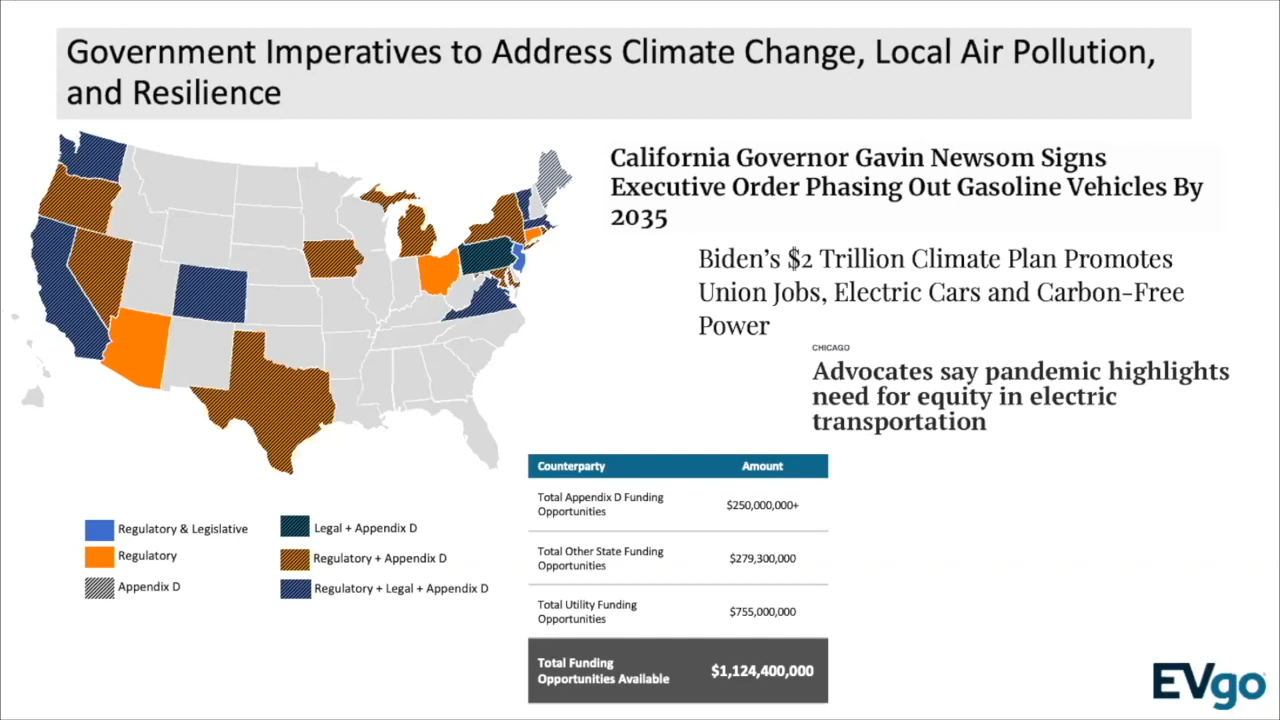 Government Imperatives to Address Climate Change, Local Air Pollution,
and Resilience
California Governor Gavin Newsom Signs
Executive Order Phasing Out Gasoline Vehicles By
2035
Biden’s $2 Trillion Climate Plan Promotes
Union Jobs, Electric Cars and Carbon-Free
Power
CHICAGO
Advocates say pandemic highlights
need for equity in electric
transportation
Regulatory & Legislative
Regulatory
Appendix D
Legal + Appendix D
Regulatory + Appendix D
Regulatory + Legal + Appendix D
Counterparty Amount
Total Appendix D Funding
Opportunities $250,000,000+
Total Other State Funding
Opportunities $279,300,000
Total Utility Funding
Opportunities $755,000,000
Total Funding
Opportunities Available $1,124,400,000
EVgo